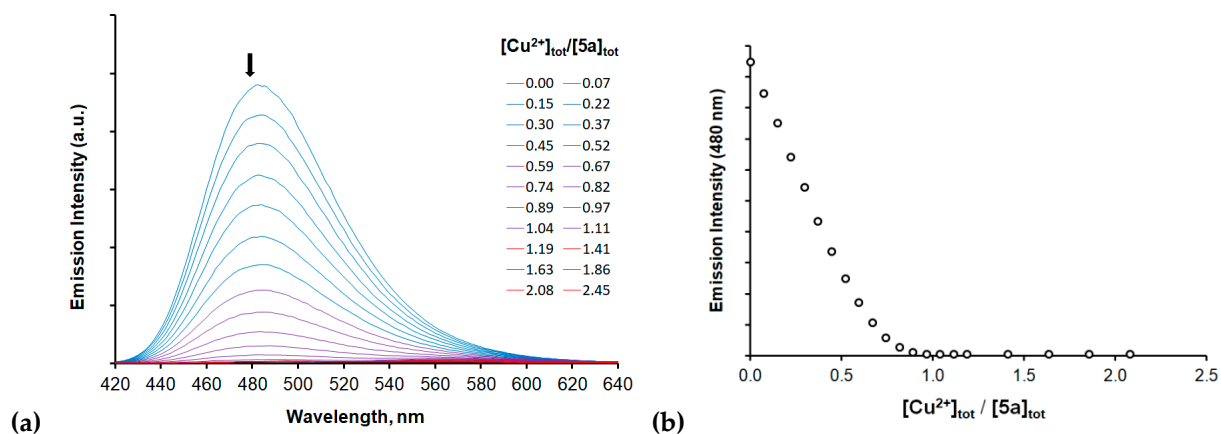 [Cu²⁺]tot/[5a]tot
0.00 0.07
0.15 0.22
0.30 0.37
0.45 0.52
0.59 0.67
0.74 0.82
0.89 0.97
1.04 1.11
1.19 1.41
1.63 1.86
2.08 2.45
Emission Intensity (a.u.)
420 440 460 480 500 520 540 560 580 600 620 640
Wavelength, nm
(a)
Emission Intensity (480 nm)
0.0 0.5 1.0 1.5 2.0 2.5
[Cu²⁺]tot / [5a]tot
(b)